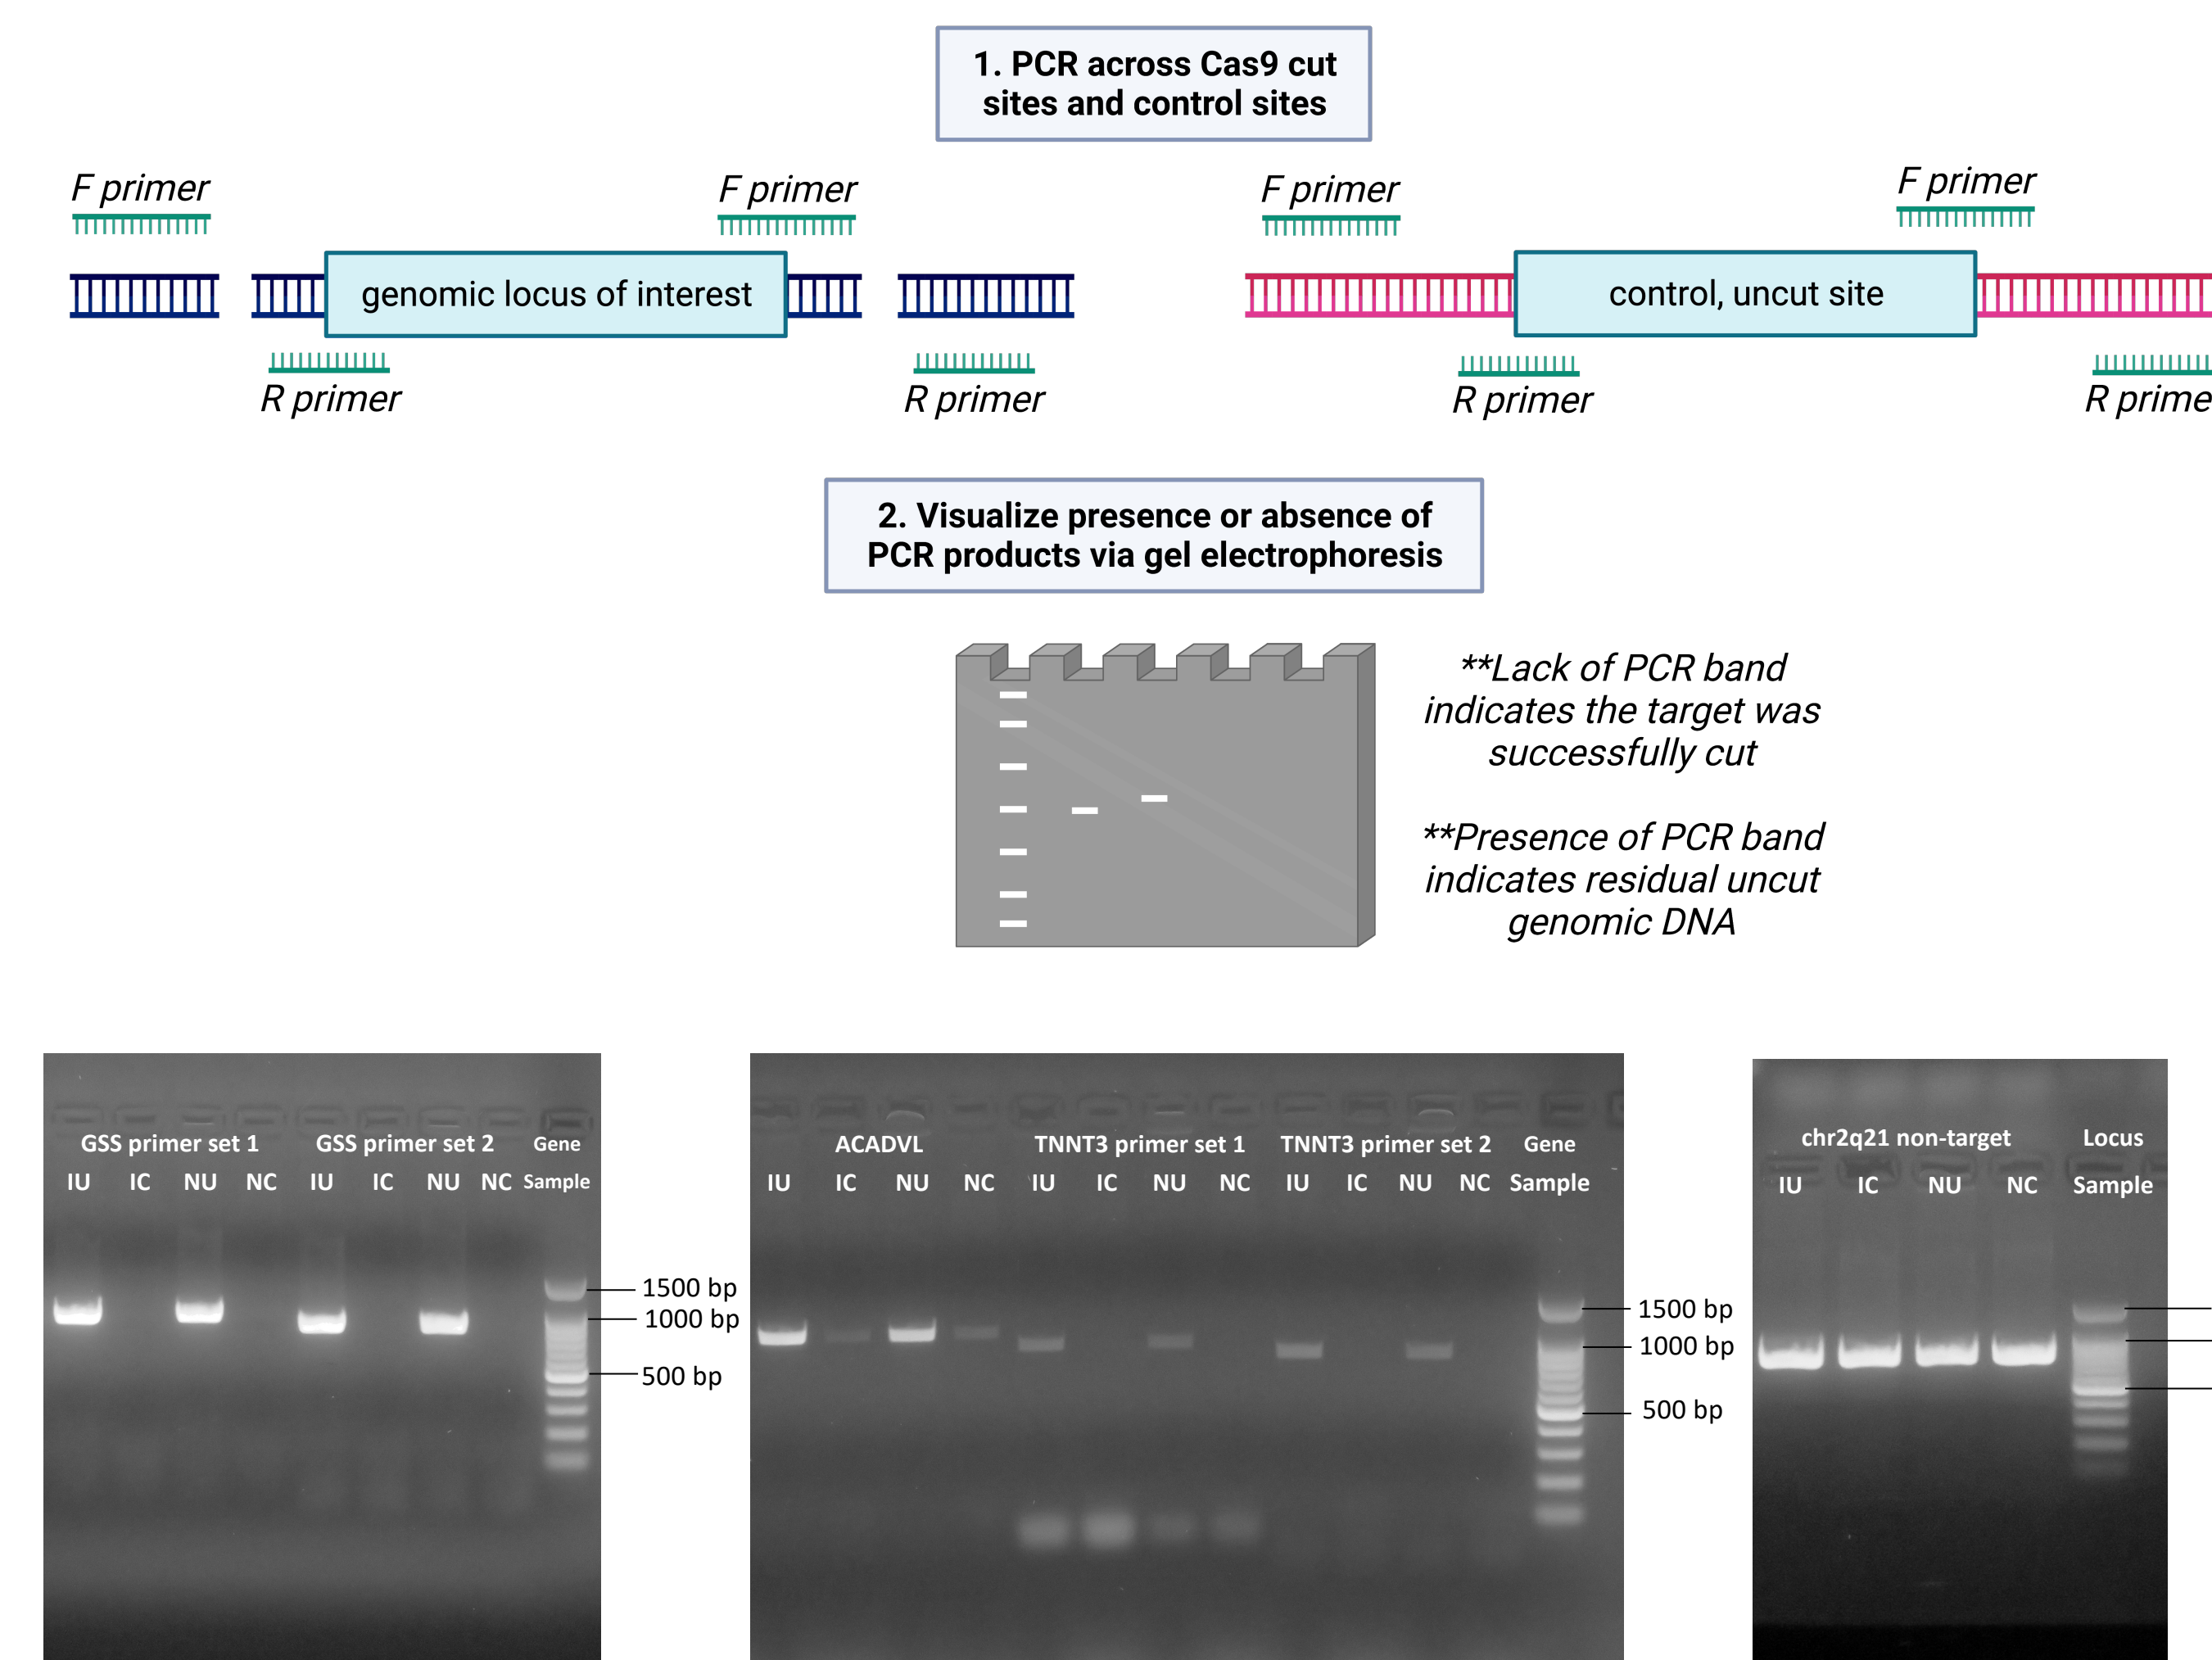 1. PCR across Cas9 cut
sites and control sites
F primer
F primer
F primer
F primer
genomic locus of interest
control, uncut site
R primer
R primer
R primer
R prime
2. Visualize presence or absence of
PCR products via gel electrophoresis
**Lack of PCR band
indicates the target was
successfully cut
**Presence of PCR band
indicates residual uncut
genomic DNA
GSS primer set 1 GSS primer set 2 Gene
IU IC NU NC IU IC NU NC Sample
1500 bp
1000 bp
500 bp
ACADVL TNNT3 primer set 1 TNNT3 primer set 2 Gene
IU IC NU NC IU IC NU NC IU IC NU NC Sample
1500 bp
1000 bp
500 bp
chr2q21 non-target Locus
IU IC NU NC Sample